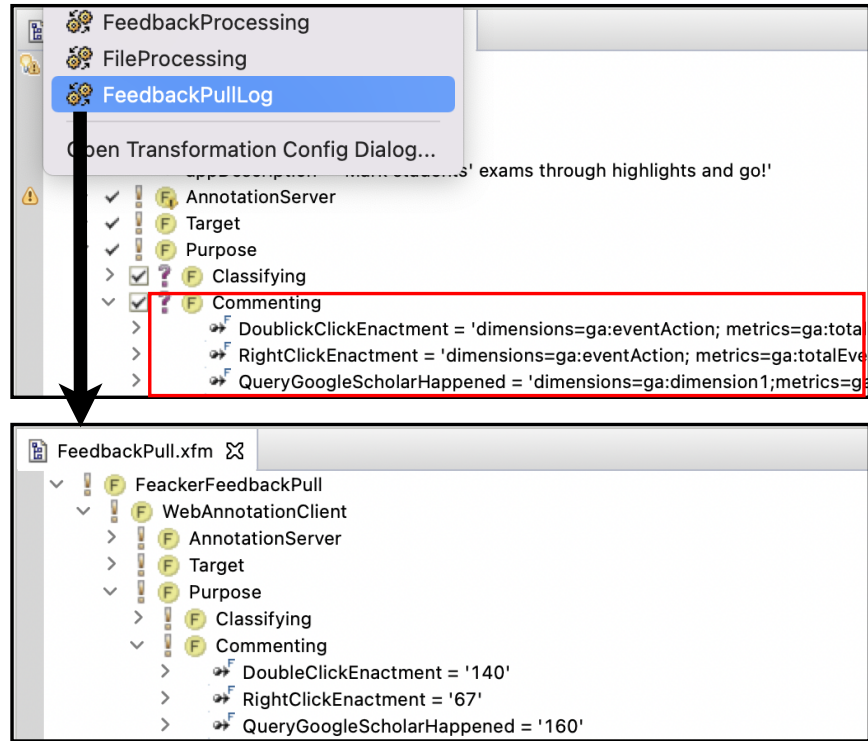 FeedbackProcessing
FileProcessing
FeedbackPullLog
Open Transformation Config Dialog...
students' exams through highlights and go!'
AnnotationServer
Target
Purpose
Classifying
Commenting
DoublickClickEnactment = 'dimensions=ga:eventAction; metrics=ga:tota
RightClickEnactment = 'dimensions=ga:eventAction; metrics=ga:totalEve
QueryGoogleScholarHappened = 'dimensions=ga:dimension1;metrics=ga
FeedbackPull.xfm
F FeackerFeedbackPull
F WebAnnotationClient
F AnnotationServer
F Target
F Purpose
F Classifying
F Commenting
DoubleClickEnactment = '140'
RightClickEnactment = '67'
QueryGoogleScholarHappened = '160'